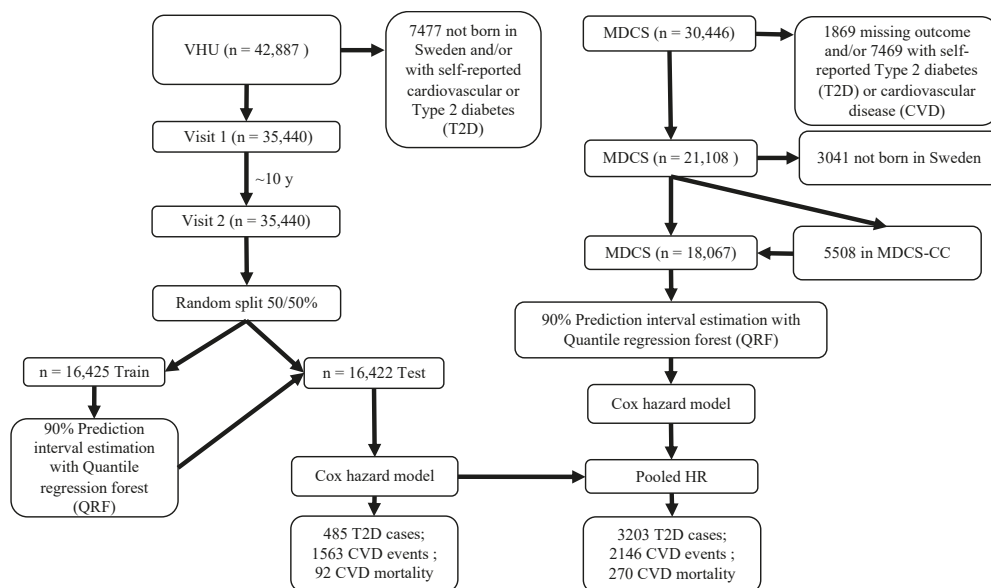 VHU (n = 42,887 )
7477 not born in
Sweden and/or
with self-reported
cardiovascular or
Type 2 diabetes
(T2D)
Visit 1 (n = 35,440)
~10 y
Visit 2 (n = 35,440)
Random split 50/50%
n = 16,425 Train
n = 16,422 Test
90% Prediction
interval estimation
with Quantile
regression forest
(QRF)
Cox hazard model
485 T2D cases;
1563 CVD events ;
92 CVD mortality
MDCS (n = 30,446)
1869 missing outcome
and/or 7469 with self-
reported Type 2 diabetes
(T2D) or cardiovascular
disease (CVD)
MDCS (n = 21,108 )
3041 not born in Sweden
MDCS (n = 18,067)
5508 in MDCS-CC
90% Prediction interval estimation with
Quantile regression forest (QRF)
Cox hazard model
Pooled HR
3203 T2D cases;
2146 CVD events ;
270 CVD mortality